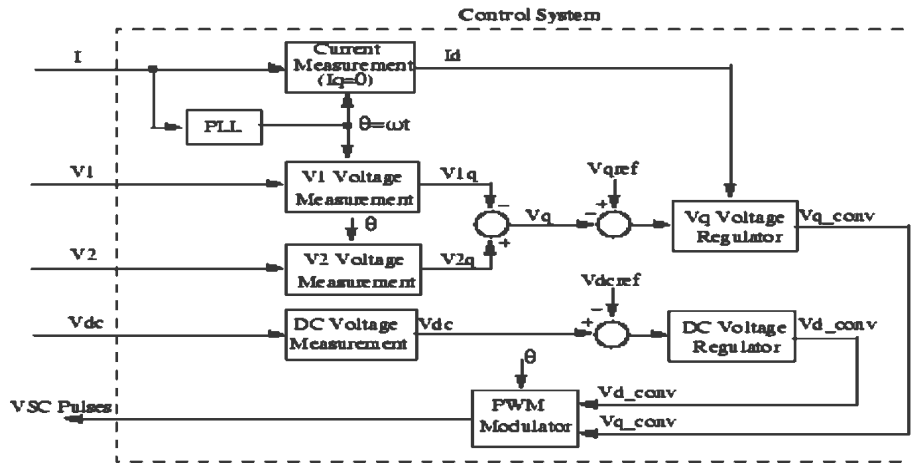 Control System
I
Current
Measurement
(Iq=0)
Id
PLL
θ=ωt
V1
V1 Voltage
Measurement
V1q
Vqref
-
+
-
Vq
Vq Voltage
Regulator
Vq_conv
θ
+
V2
V2 Voltage
Measurement
V2q
Vdcref
-
+
Vdc
DC Voltage
Measurement
Vdc
DC Voltage
Regulator
Vd_conv
θ
Vd_conv
VSC Pulses
PWM
Modulator
Vq_conv